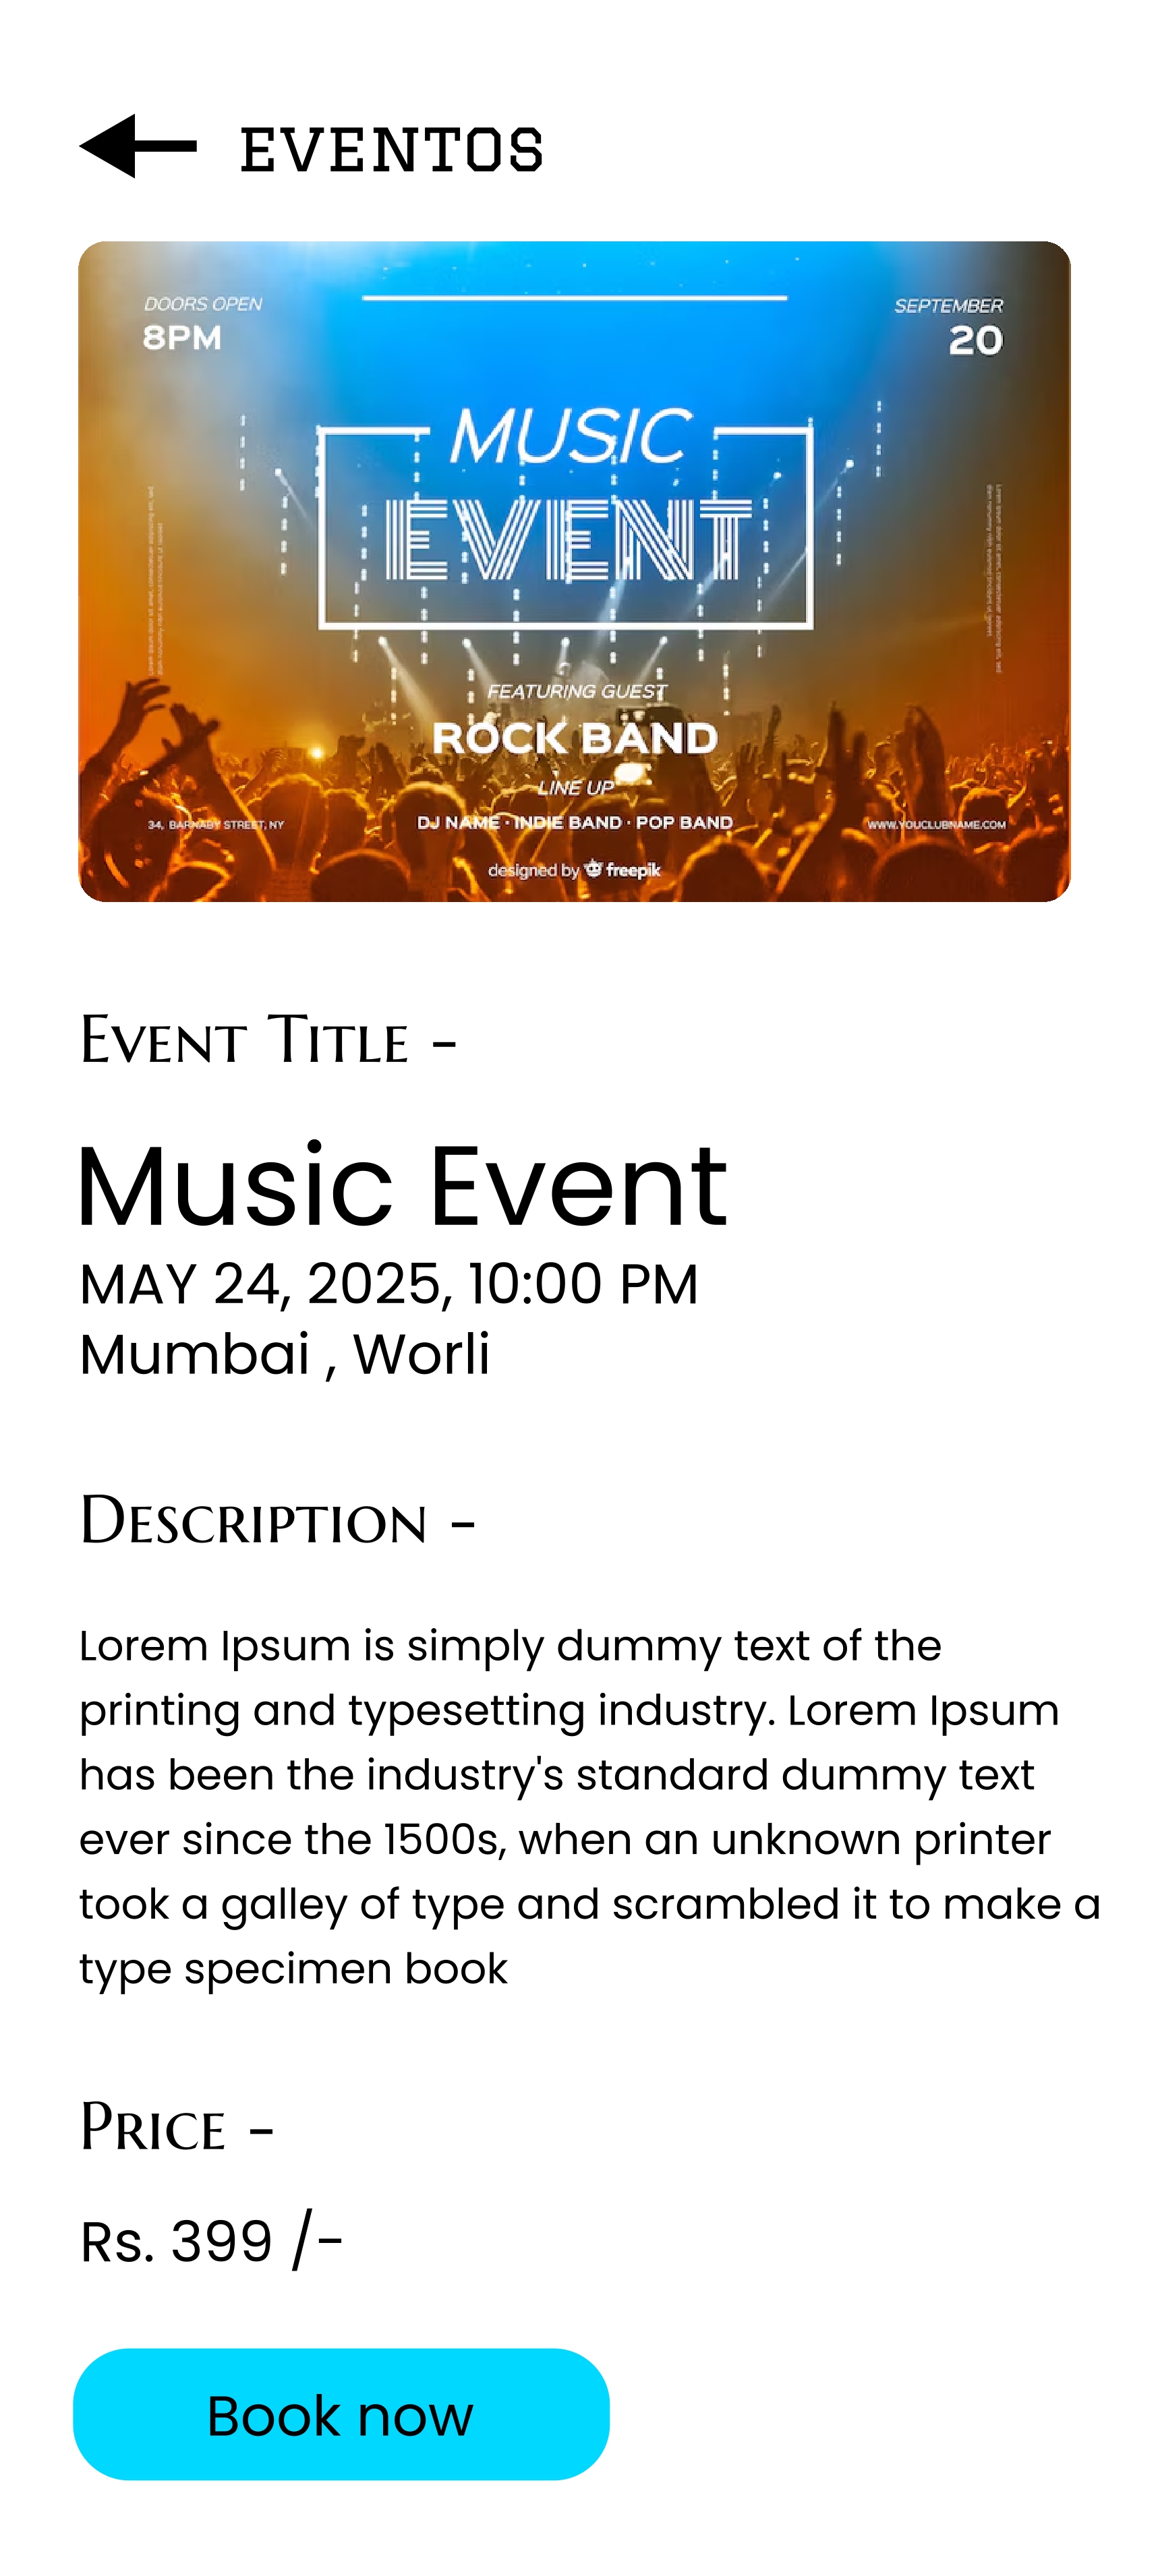 EVENTOS
DOORS OPEN
8PM
SEPTEMBER
20
MUSIC
EVENT
FEATURING GUEST
ROCK BAND
LINE UP
DJ NAME · INDIE BAND · POP BAND
34, BARNABY STREET, NY
WWW.YOUCLUBNAME.COM
designed by freepik
Event Title -
Music Event
MAY 24, 2025, 10:00 PM
Mumbai , Worli
Description -
Lorem Ipsum is simply dummy text of the
printing and typesetting industry. Lorem Ipsum
has been the industry's standard dummy text
ever since the 1500s, when an unknown printer
took a galley of type and scrambled it to make a
type specimen book
Price -
Rs. 399 /-
Book now